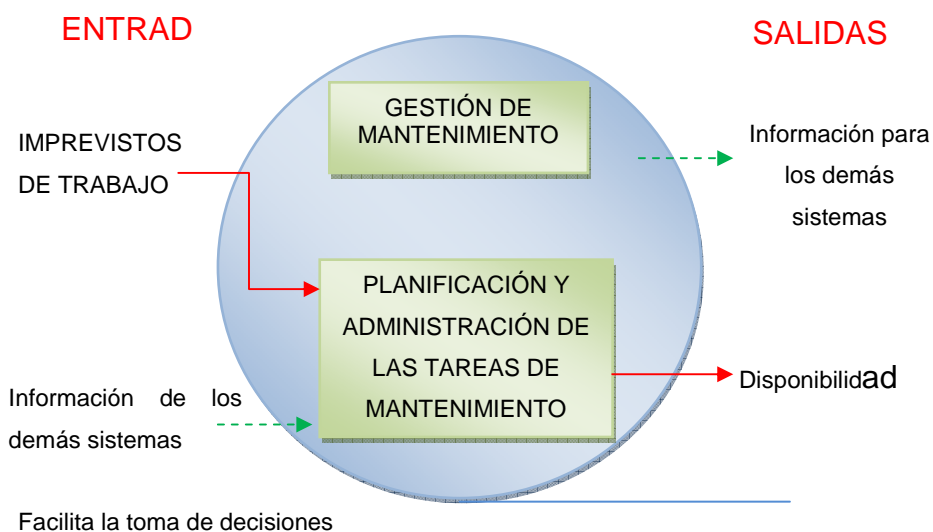 ENTRAD
SALIDAS
GESTIÓN DE
MANTENIMIENTO
IMPREVISTOS
DE TRABAJO
Información para
los demás
sistemas
PLANIFICACIÓN Y
ADMINISTRACIÓN DE
LAS TAREAS DE
MANTENIMIENTO
Disponibilidad
Información de los
demás sistemas
Facilita la toma de decisiones